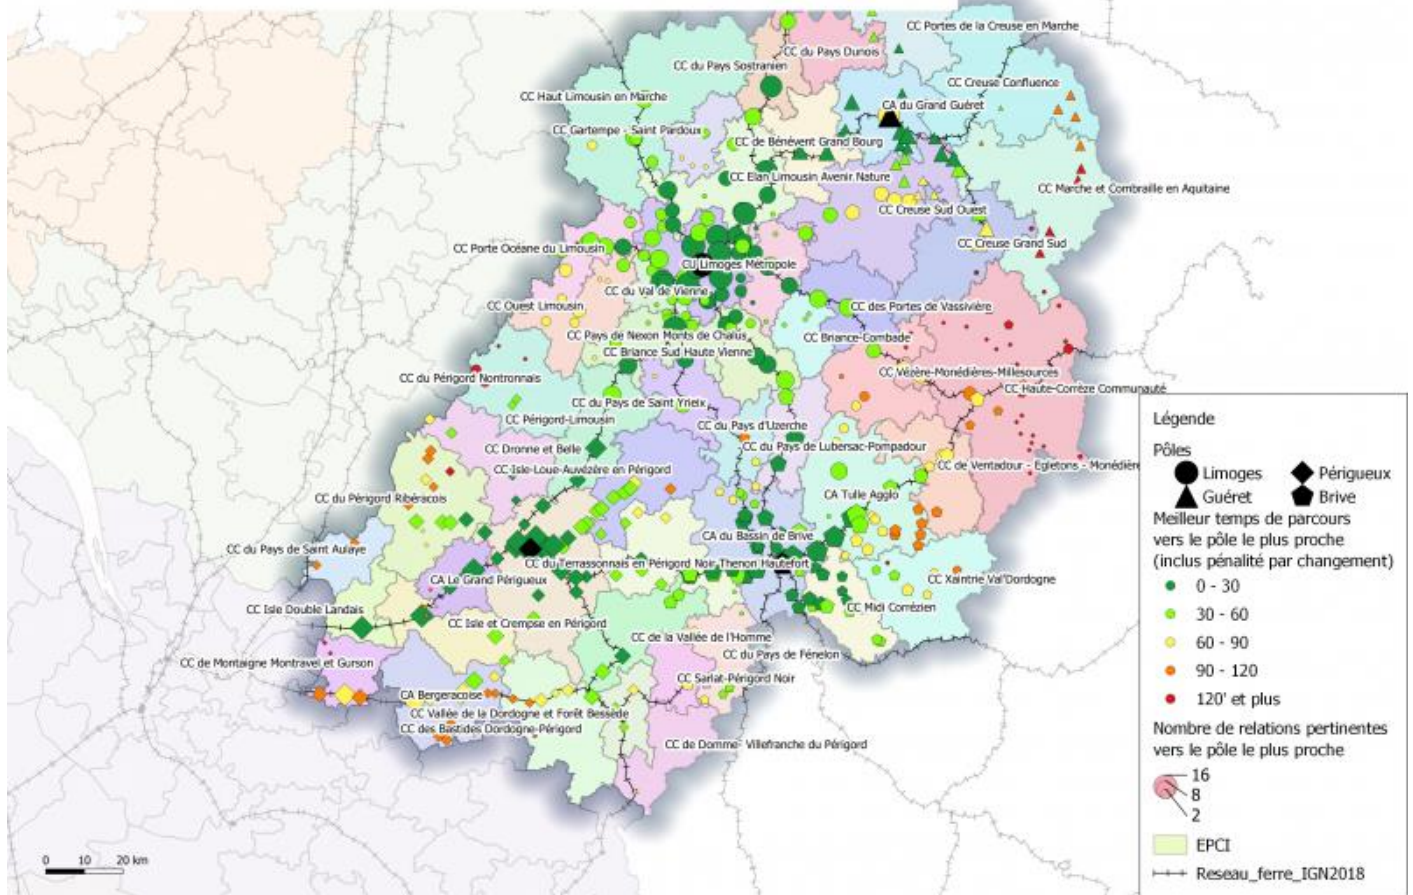 CC Portes de la Creuse en Marche
CC du Pays Dunois
CC du Pays Sostranien
CC Creuse Confluence
CC Haut Limousin en Marche
CA du Grand Guéret
CC Gartempe - Saint Pardoux
CC de Bénévent Grand Bourg
CC Elan Limousin Avenir Nature
CC Marche et Combraille en Aquitaine
CC Creuse Sud Ouest
CC Porte Océane du Limousin
CC Creuse Grand Sud
CU Limoges Métropole
CC du Val de Vienne
CC Ouest Limousin
CC des Portes de Vassivière
CC Pays de Nexon Monts de Chalus
CC Briance-Combade
CC Briance Sud Haute Vienne
CC du Périgord Nontronnais
CC Vézère-Monédières-Millesources
CC Haute-Corrèze Communauté
CC du Pays de Saint Yrieix
CC Périgord-Limousin
CC du Pays d'Uzerche
CC Dronne et Belle
CC du Pays de Lubersac-Pompadour
CC-Isle-Loue-Auvézère en Périgord
CC de Ventadour - Egletons - Monédière
CC du Périgord Ribéracois
CA Tulle Agglo
CA du Bassin de Brive
CC du Pays de Saint Aulaye
CC du Terrassonnais en Périgord Noir Thenon Hautefort
CA Le Grand Périgueux
CC Xaintrie Val'Dordogne
CC Isle Double Landais
CC Midi Corrézien
CC Isle et Crempse en Périgord
CC de la Vallée de l'Homme
CC du Pays de Fénelon
CC de Montaigne Montravel et Gurson
CC Sarlat-Périgord Noir
CA Bergeracoise
CC Vallée de la Dordogne et Forêt Bessède
CC des Bastides Dordogne-Périgord
CC de Domme- Villefranche du Périgord
0 10 20 km
Légende
Pôles
Limoges Périgueux
Guéret Brive
Meilleur temps de parcours
vers le pôle le plus proche
(inclus pénalité par changement)
0 - 30
30 - 60
60 - 90
90 - 120
120' et plus
Nombre de relations pertinentes
vers le pôle le plus proche
16
8
2
EPCI
Reseau_ferre_IGN2018